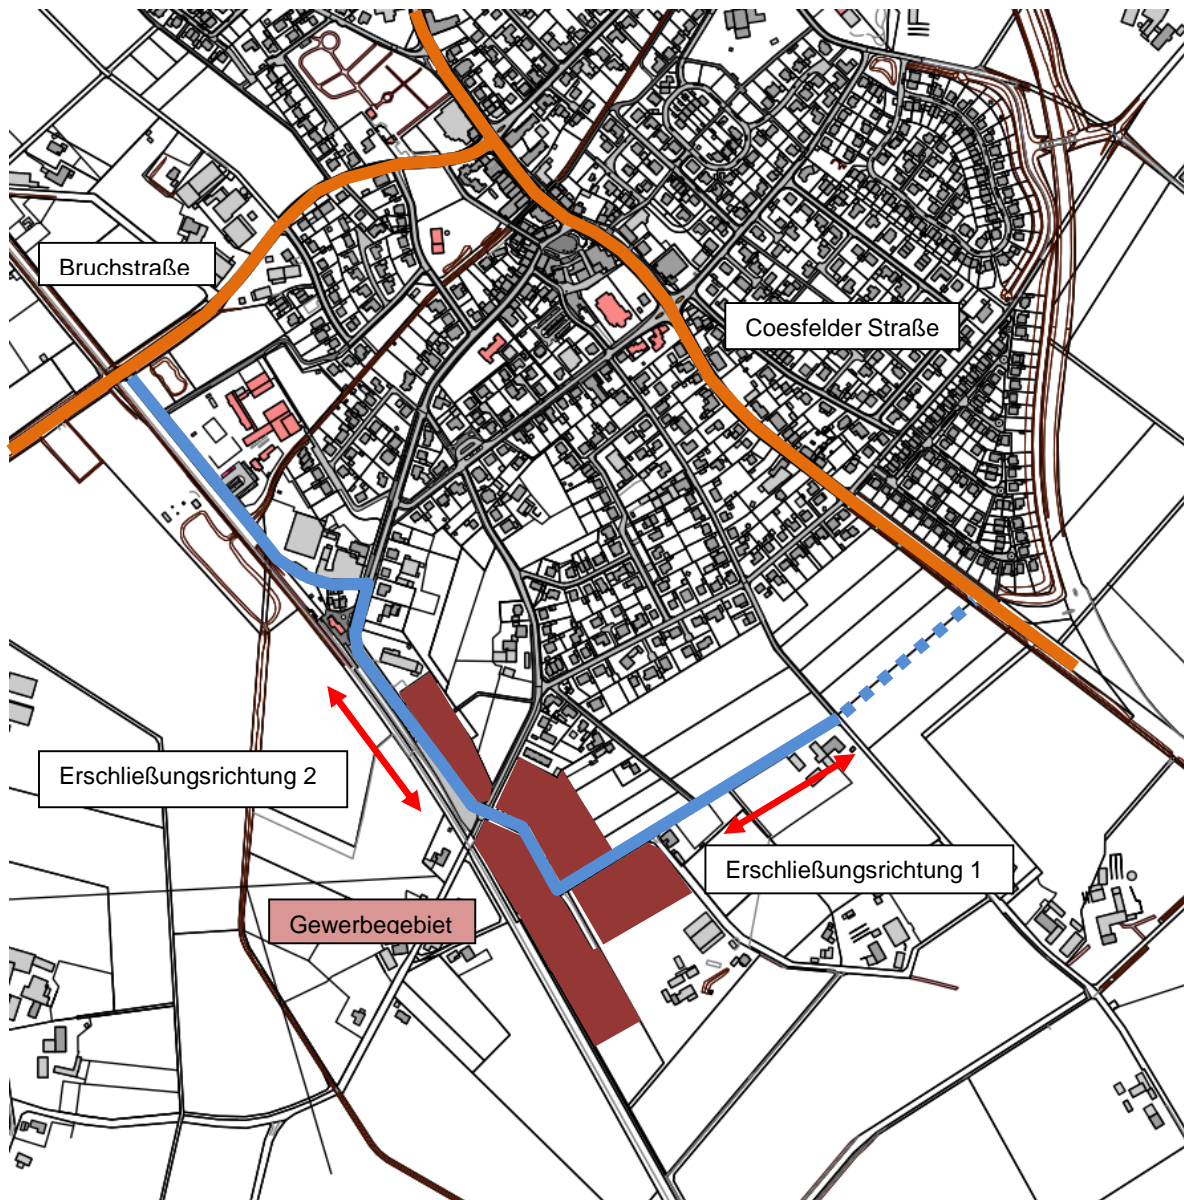 Bruchstraße
Coesfelder Straße
Erschließungsrichtung 2
Erschließungsrichtung 1
Gewerbegebiet